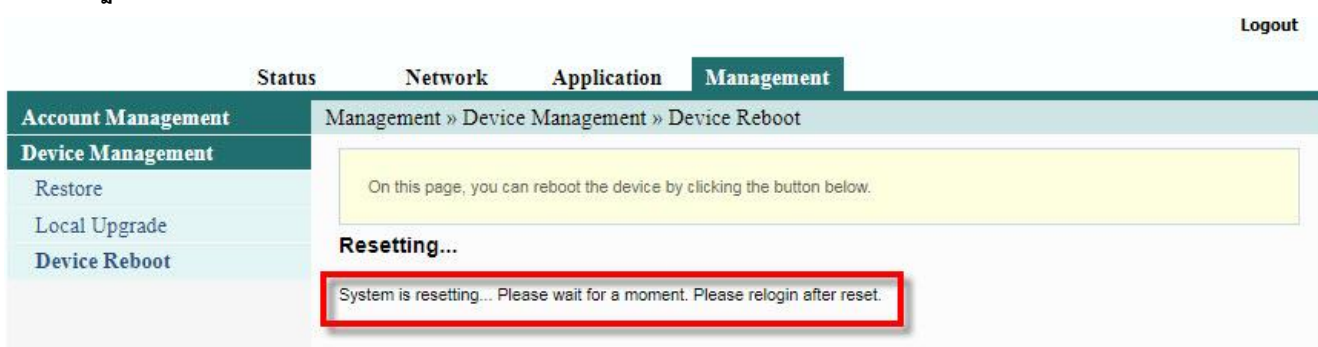 Logout
Status Network Application Management
Account Management
Management » Device Management » Device Reboot
Device Management
Restore
Local Upgrade
Device Reboot
On this page, you can reboot the device by clicking the button below.
Resetting...
System is resetting... Please wait for a moment. Please relogin after reset.